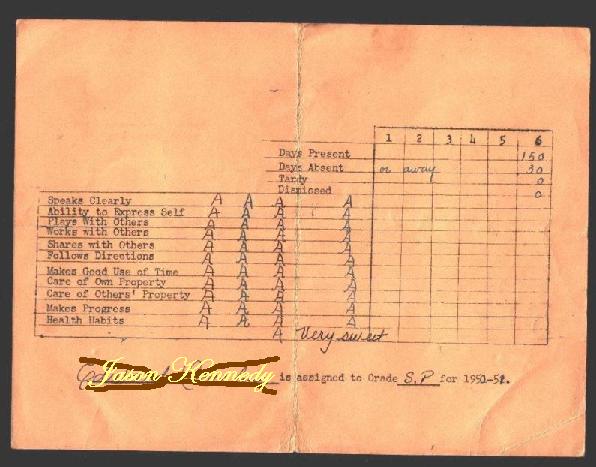 1 2 3 4 5 6
Days Present 150
Days Absent or away 30
Tardy 0
Dismissed 0
Speaks Clearly A A A A
Ability to Express Self A A A A
Plays With Others A A A A
Works with Others A A A A
Shares with Others A A A A
Follows Directions A A A A
Makes Good Use of Time A A A A
Care of Own Property A A A A
Care of Others' Property A A A A
Makes Progress A A A A
Health Habits A A A A
A Very sweet
Jason Kennedy is assigned to Grade S.P for 1951-52.